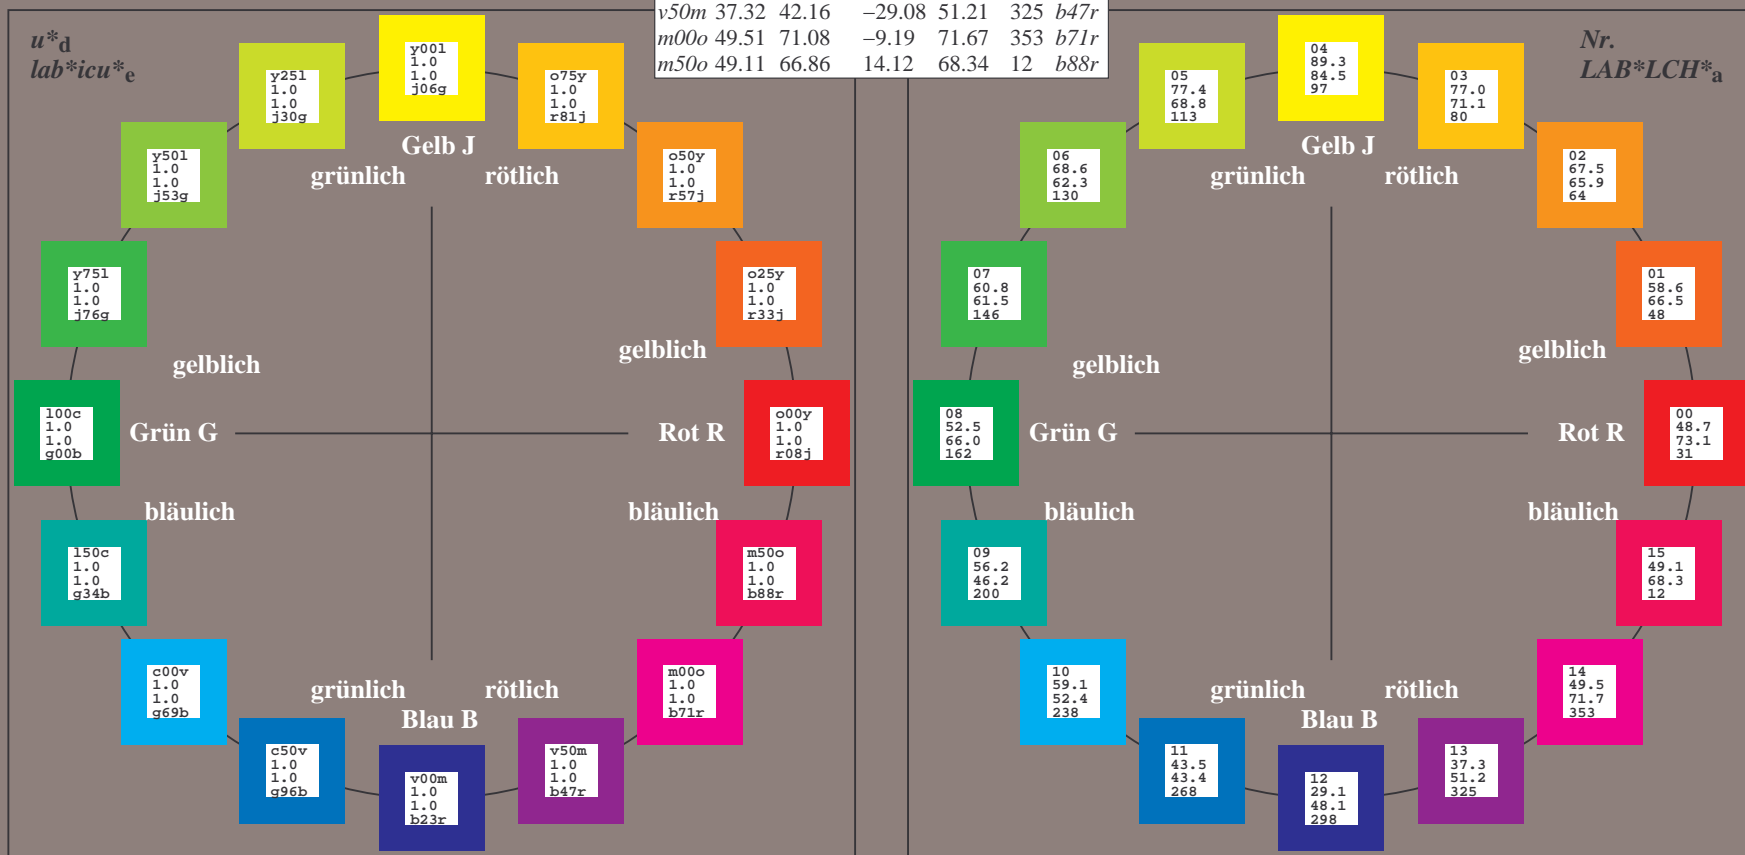 v50m 37.32 42.16 −29.08 51.21 325 b47r
m00o 49.51 71.08 −9.19 71.67 353 b71r
m50o 49.11 66.86 14.12 68.34 12 b88r
u*d
lab*icu*e
y00l
1.0
1.0
j06g
y25l
1.0
1.0
j30g
o75y
1.0
1.0
r81j
Gelb J
grünlich rötlich
y50l
1.0
1.0
j53g
o50y
1.0
1.0
r57j
y75l
1.0
1.0
j76g
o25y
1.0
1.0
r33j
gelblich
gelblich
l00c
1.0
1.0
g00b
Grün G
Rot R
o00y
1.0
1.0
r08j
bläulich
bläulich
l50c
1.0
1.0
g34b
m50o
1.0
1.0
b88r
c00v
1.0
1.0
g69b
m00o
1.0
1.0
b71r
grünlich rötlich
Blau B
c50v
1.0
1.0
g96b
v00m
1.0
1.0
b23r
v50m
1.0
1.0
b47r
Nr.
LAB*LCH*a
04
89.3
84.5
97
05
77.4
68.8
113
03
77.0
71.1
80
Gelb J
grünlich rötlich
06
68.6
62.3
130
02
67.5
65.9
64
07
60.8
61.5
146
01
58.6
66.5
48
gelblich
gelblich
08
52.5
66.0
162
Grün G
Rot R
00
48.7
73.1
31
bläulich
bläulich
09
56.2
46.2
200
15
49.1
68.3
12
10
59.1
52.4
238
14
49.5
71.7
353
grünlich rötlich
Blau B
11
43.5
43.4
268
12
29.1
48.1
298
13
37.3
51.2
325